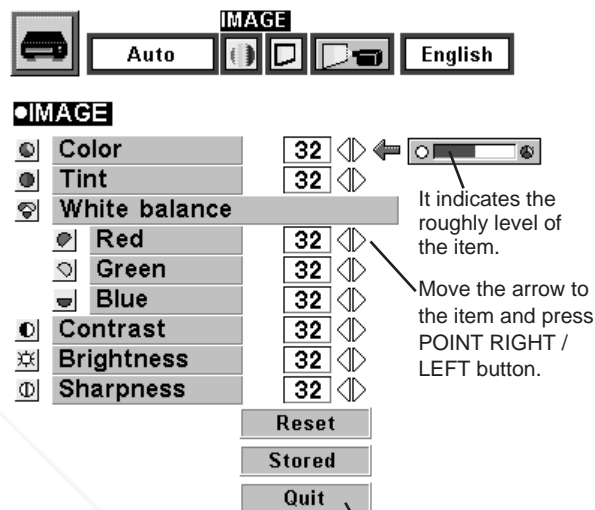 IMAGE
Auto
English
●IMAGE
Color 32
Tint 32
White balance
Red 32
Green 32
Blue 32
Contrast 32
Brightness 32
Sharpness 32
Reset
Stored
Quit
It indicates the
roughly level of
the item.
Move the arrow to
the item and press
POINT RIGHT /
LEFT button.